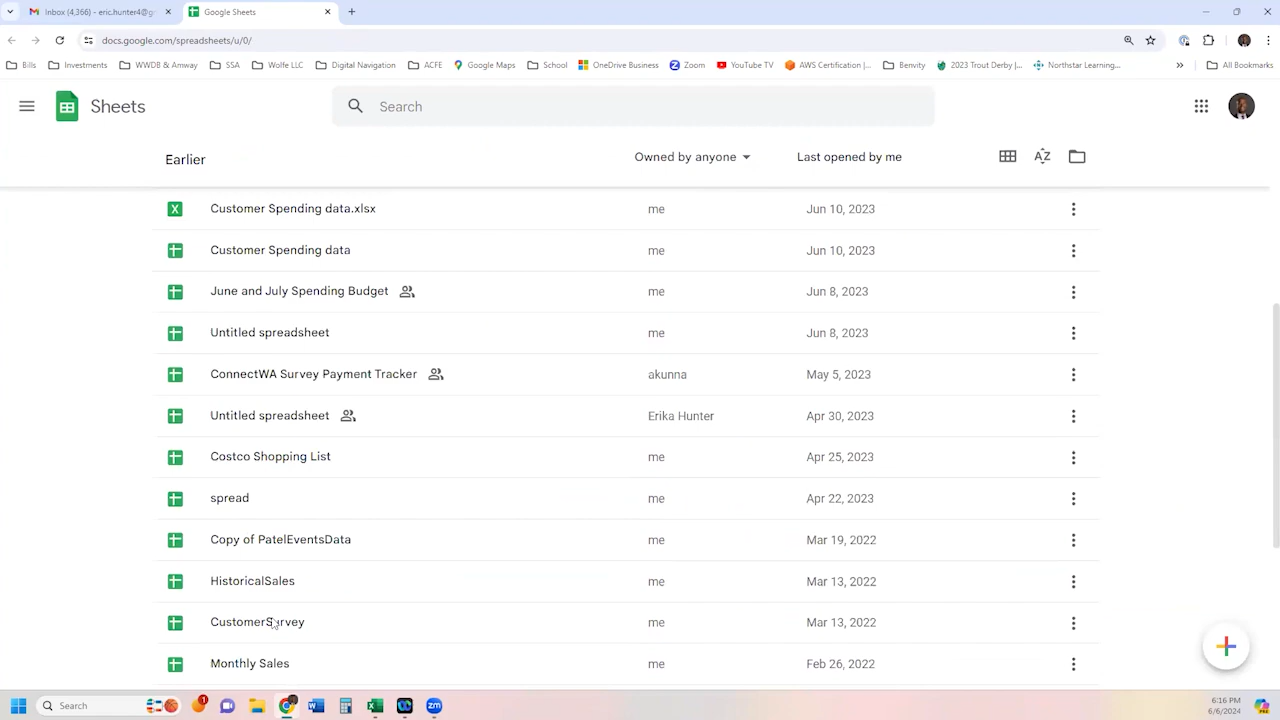 Inbox (4,366) - eric.hunter4@g
Google Sheets
docs.google.com/spreadsheets/u/0/
Bills
Investments
WWDB & Amway
SSA
Wolfe LLC
Digital Navigation
ACFE
Google Maps
School
OneDrive Business
Zoom
YouTube TV
AWS Certification |...
Benvity
2023 Trout Derby |...
Northstar Learning...
»
All Bookmarks
Sheets
Search
Earlier
Owned by anyone
Last opened by me
AZ
Customer Spending data.xlsx me Jun 10, 2023
Customer Spending data me Jun 10, 2023
June and July Spending Budget me Jun 8, 2023
Untitled spreadsheet me Jun 8, 2023
ConnectWA Survey Payment Tracker akunna May 5, 2023
Untitled spreadsheet Erika Hunter Apr 30, 2023
Costco Shopping List me Apr 25, 2023
spread me Apr 22, 2023
Copy of PatelEventsData me Mar 19, 2022
HistoricalSales me Mar 13, 2022
CustomerSurvey me Mar 13, 2022
Monthly Sales me Feb 26, 2022
Search
1
zm
6:16 PM
6/6/2024